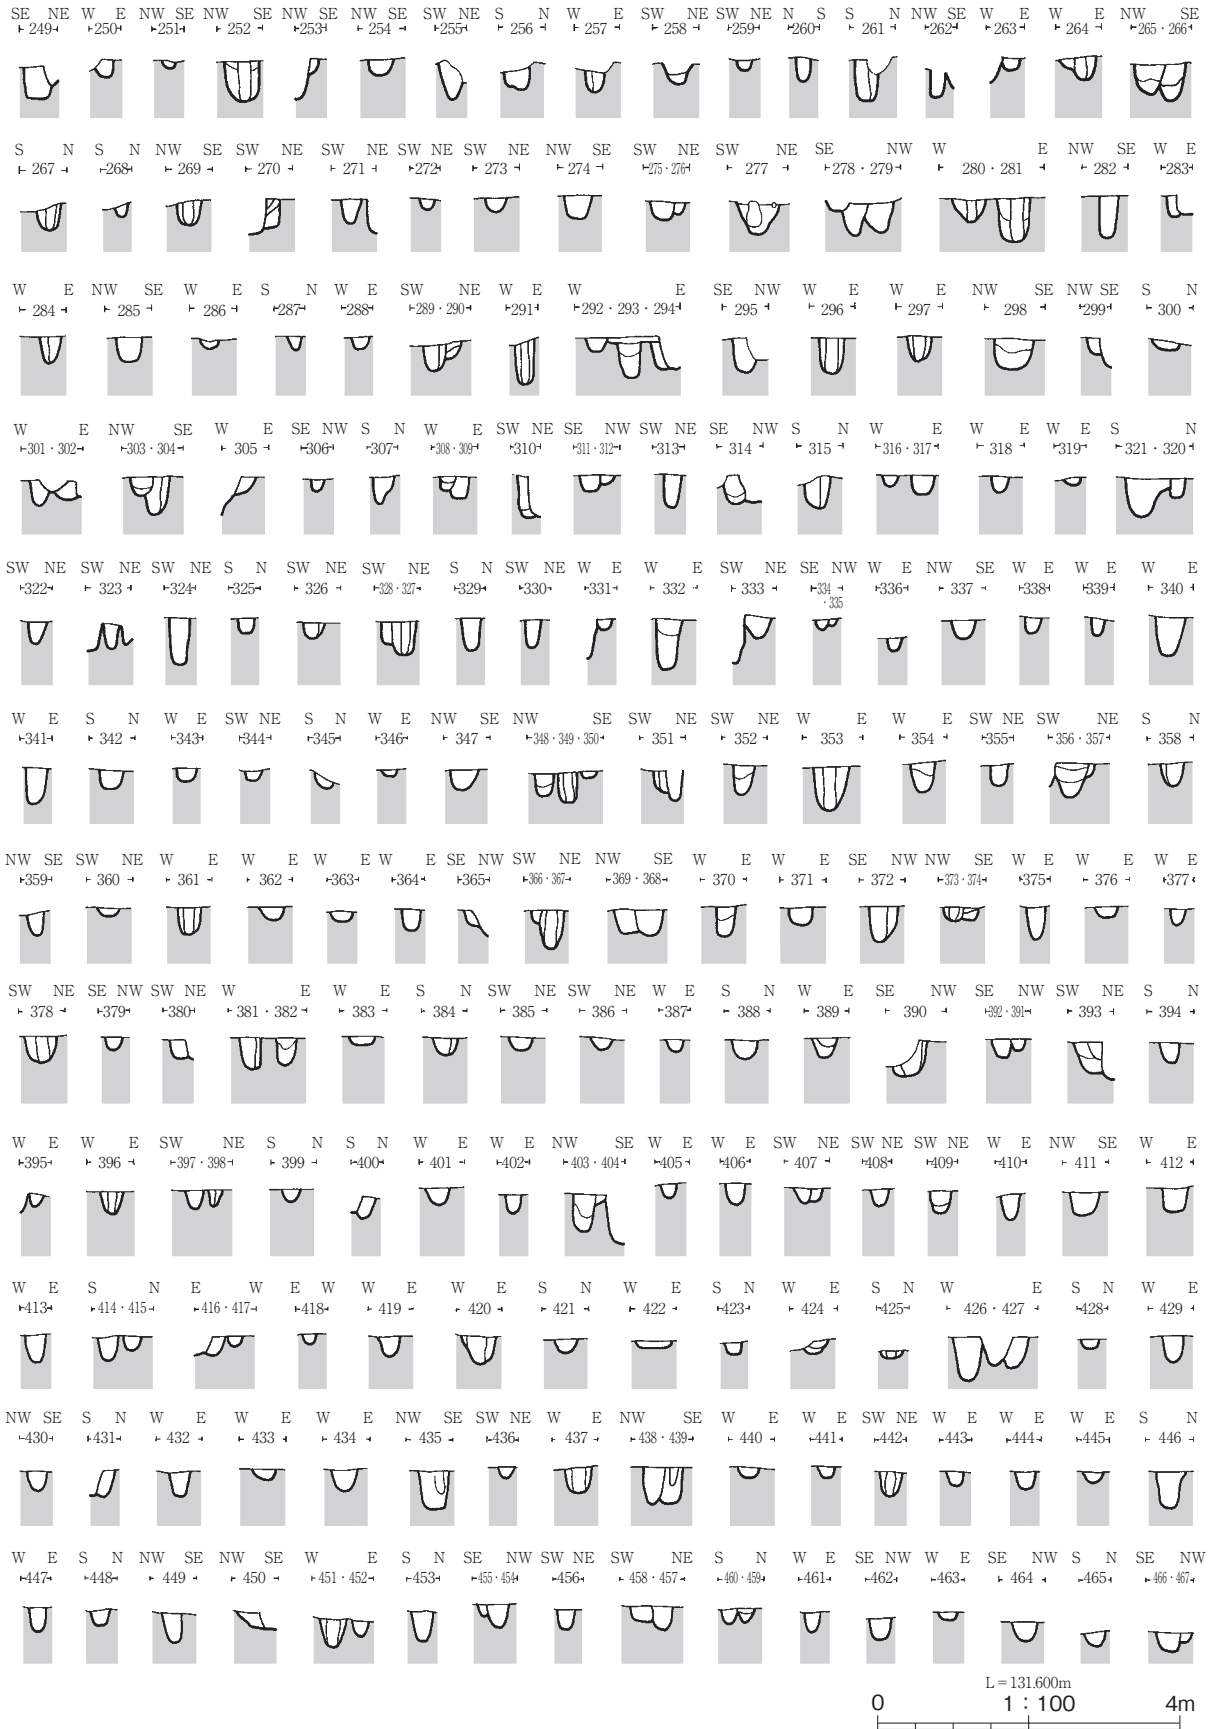 SE NE W E NW SE NW SE NW SE NW SE SW NE S N W E SW NE SW NE N S S N NW SE W E W E NW SE
249 250 251 252 253 254 255 256 257 258 259 260 261 262 263 264 265・266
S N S N NW SE SW NE SW NE SW NE SW NE NW SE SW NE SW NE SE NW W E NW SE W E
267 268 269 270 271 272 273 274 275・276 277 278・279 280・281 282 283
W E NW SE W E S N W E SW NE W E W E SE NW W E W E NW SE NW SE S N
284 285 286 287 288 289・290 291 292・293・294 295 296 297 298 299 300
W E NW SE W E SE NW S N W E SW NE SE NW SW NE SE NW S N W E W E W E S N
301・302 303・304 305 306 307 308・309 310 311・312 313 314 315 316・317 318 319 321・320
SW NE SW NE SW NE S N SW NE SW NE S N SW NE W E W E SW NE SE NW W E NW SE W E W E W E
322 323 324 325 326 328・327 329 330 331 332 333 334 336 337 338 339 340
・335
W E S N W E SW NE S N W E NW SE NW SE SW NE SW NE W E W E SW NE SW NE S N
341 342 343 344 345 346 347 348・349・350 351 352 353 354 355 356・357 358
NW SE SW NE W E W E W E W E SE NW SW NE NW SE W E W E SE NW NW SE W E W E W E
359 360 361 362 363 364 365 366・367 369・368 370 371 372 373・374 375 376 377
SW NE SE NW SW NE W E W E S N SW NE SW NE W E S N W E SE NW SE NW SW NE S N
378 379 380 381・382 383 384 385 386 387 388 389 390 392・391 393 394
W E W E SW NE S N S N W E W E NW SE W E W E SW NE SW NE SW NE W E NW SE W E
395 396 397・398 399 400 401 402 403・404 405 406 407 408 409 410 411 412
W E S N E W E W W E W E S N W E S N W E S N W E S N W E
413 414・415 416・417 418 419 420 421 422 423 424 425 426・427 428 429
NW SE S N W E W E W E NW SE SW NE W E NW SE W E W E SW NE W E W E W E S N
430 431 432 433 434 435 436 437 438・439 440 441 442 443 444 445 446
W E S N NW SE NW SE W E S N SE NW SW NE SW NE S N W E SE NW W E SE NW S N SE NW
447 448 449 450 451・452 453 455・454 456 458・457 460・459 461 462 463 464 465 466・467
L＝131.600m
0 1：100 4m